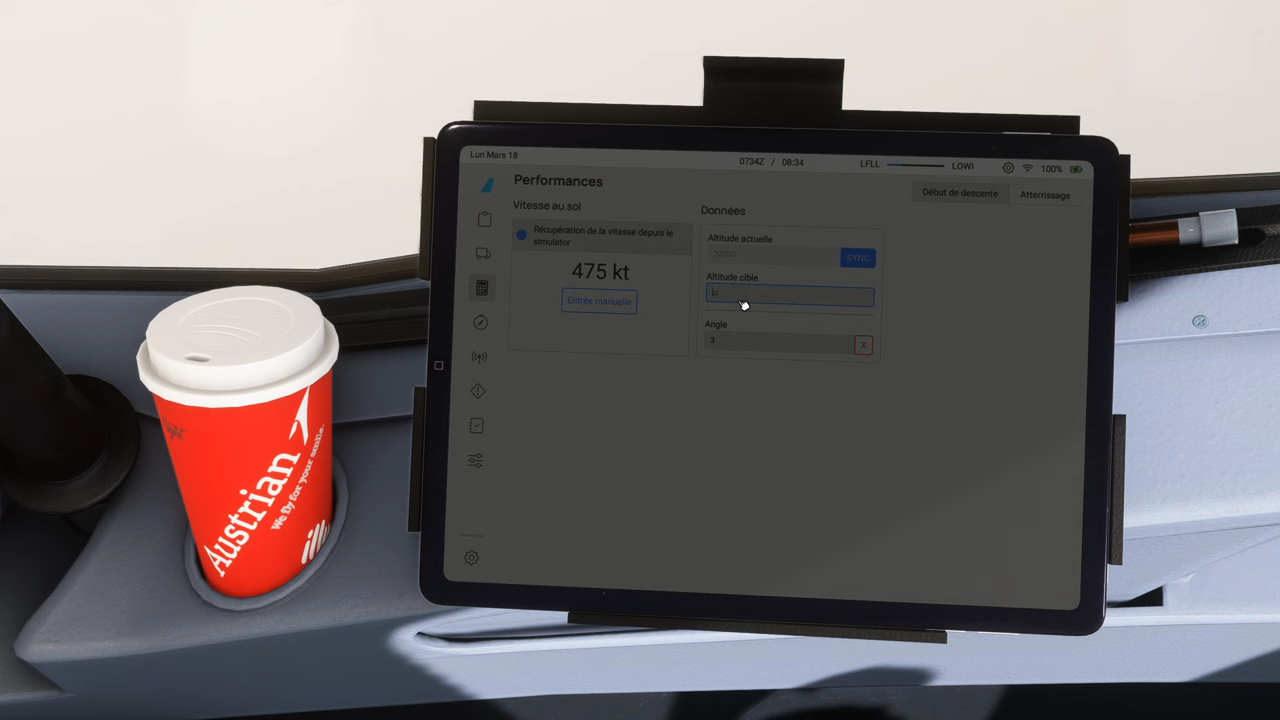 Lun Mars 18
0734Z / 08:34
LFLL
LOWI
100%
Performances
Début de descente
Atterrissage
Vitesse au sol
Récupération de la vitesse depuis le
simulator
475 kt
Entrée manuelle
Données
Altitude actuelle
SYNC
Altitude cible
Angle
3
X
Austrian
We fly for your smile.